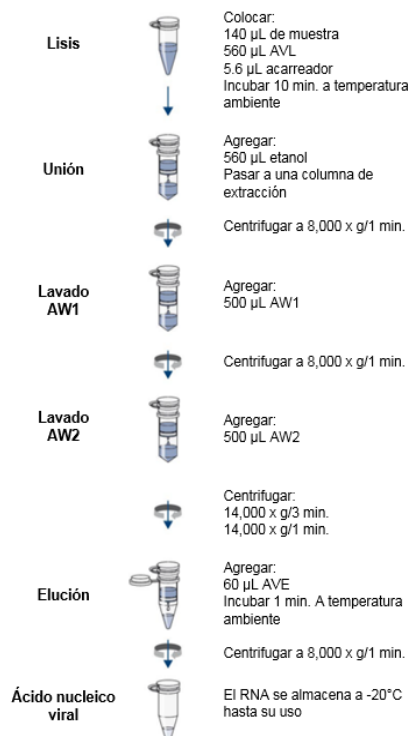 Lisis
Colocar:
140 µL de muestra
560 µL AVL
5.6 µL acarreador
Incubar 10 min. a temperatura
ambiente
Unión
Agregar:
560 µL etanol
Pasar a una columna de
extracción
Centrifugar a 8,000 x g/1 min.
Lavado
AW1
Agregar:
500 µL AW1
Centrifugar a 8,000 x g/1 min.
Lavado
AW2
Agregar:
500 µL AW2
Centrifugar:
14,000 x g/3 min.
14,000 x g/1 min.
Elución
Agregar:
60 µL AVE
Incubar 1 min. A temperatura
ambiente
Centrifugar a 8,000 x g/1 min.
Ácido nucleico
viral
El RNA se almacena a -20°C
hasta su uso